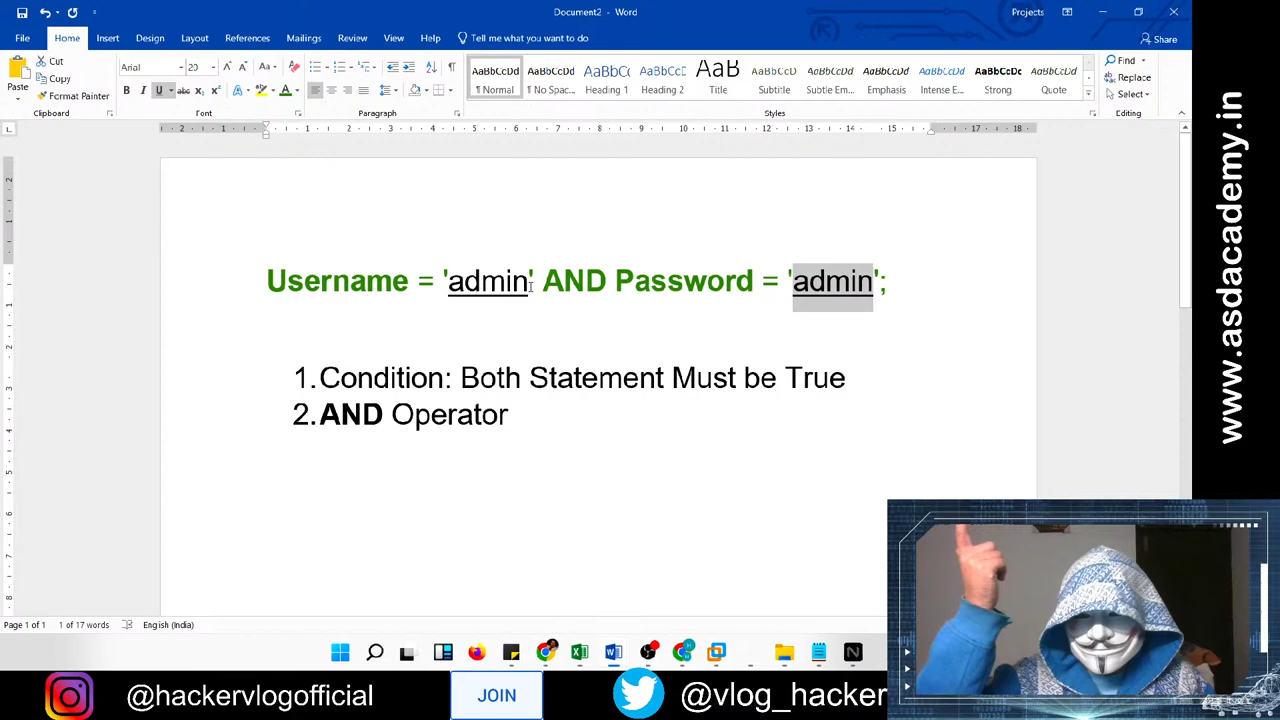 Document2 - Word
Projects
File Home Insert Design Layout References Mailings Review View Help Tell me what you want to do
Share
Paste
Cut
Copy
Format Painter
Clipboard
Arial
20
Font
Paragraph
AaBbCcDd AaBbCcDd AaBbCc AaBbCcC AaB AaBbCcDd AaBbCcDd AaBbCcDd AaBbCcDd AaBbCcDc AaBbCcDd
¶ Normal ¶ No Spac... Heading 1 Heading 2 Title Subtitle Subtle Em... Emphasis Intense E... Strong Quote
Styles
Find
Replace
Select
Editing
Username = 'admin' AND Password = 'admin';
1. Condition: Both Statement Must be True
2. AND Operator
Page 1 of 1 1 of 17 words English (India)
@hackervlogofficial
JOIN
@vlog_hacker
www.asdacademy.in